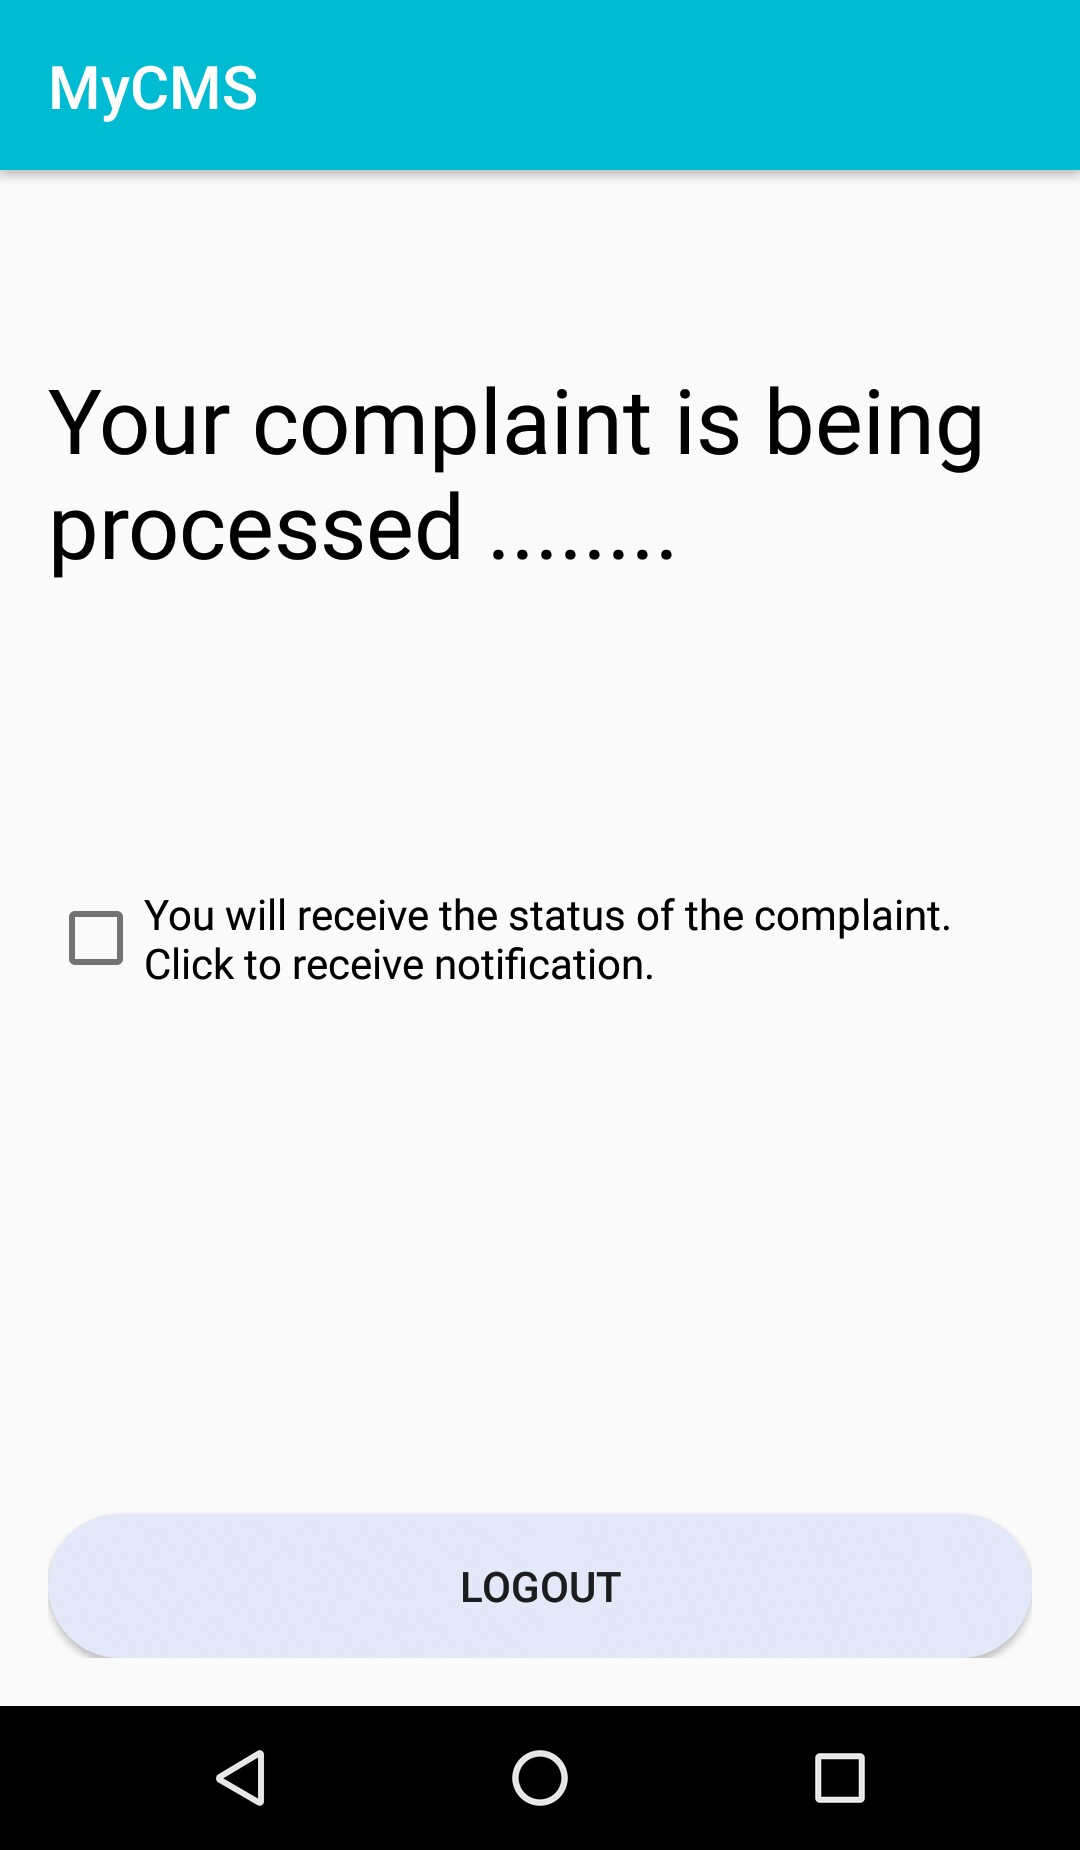 MyCMS
Your complaint is being
processed ........
You will receive the status of the complaint.
Click to receive notification.
LOGOUT